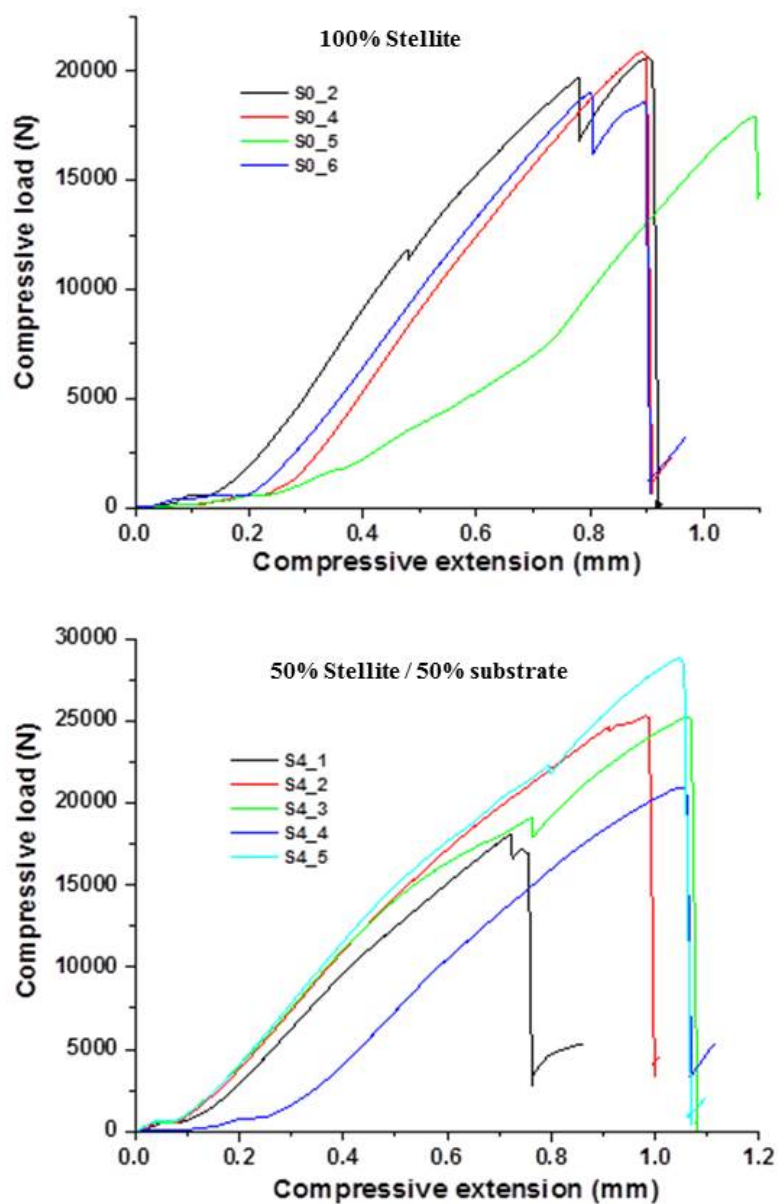 100% Stellite
S0_2
S0_4
S0_5
S0_6
Compressive load (N)
20000
15000
10000
5000
0
0.0 0.2 0.4 0.6 0.8 1.0
Compressive extension (mm)
50% Stellite / 50% substrate
S4_1
S4_2
S4_3
S4_4
S4_5
Compressive load (N)
30000
25000
20000
15000
10000
5000
0
0.0 0.2 0.4 0.6 0.8 1.0 1.2
Compressive extension (mm)